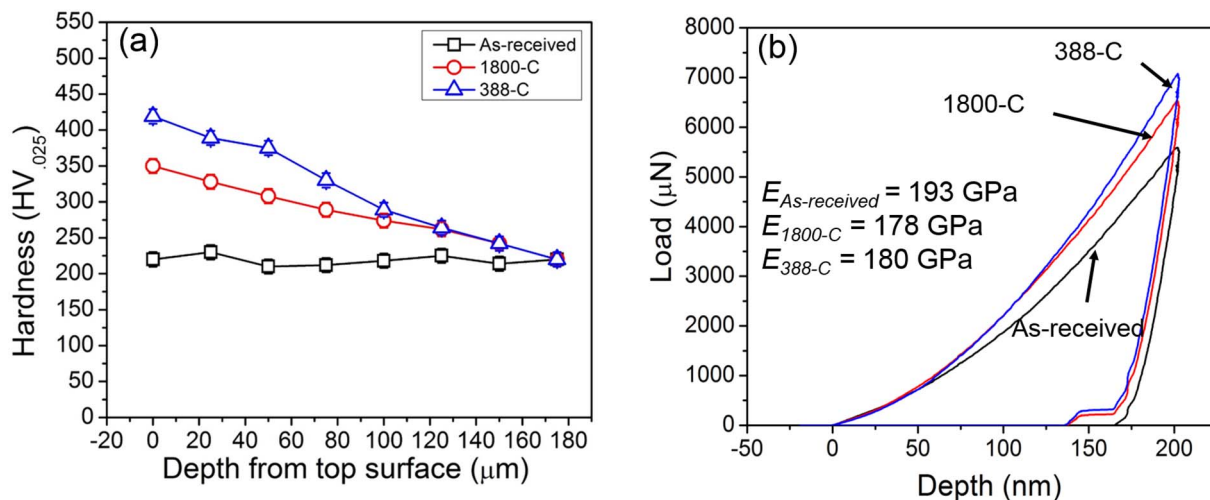 (a)
As-received
1800-C
388-C
Hardness (HV.025)
550
500
450
400
350
300
250
200
150
100
50
0
-20 0 20 40 60 80 100 120 140 160 180
Depth from top surface (μm)
(b)
388-C
1800-C
E_As-received = 193 GPa
E_1800-C = 178 GPa
E_388-C = 180 GPa
As-received
Load (μN)
8000
7000
6000
5000
4000
3000
2000
1000
0
-50 0 50 100 150 200
Depth (nm)